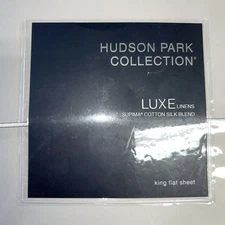 HUDSON PARK
COLLECTION®
LUXE LINENS
SUPIMA® COTTON SILK BLEND
king flat sheet